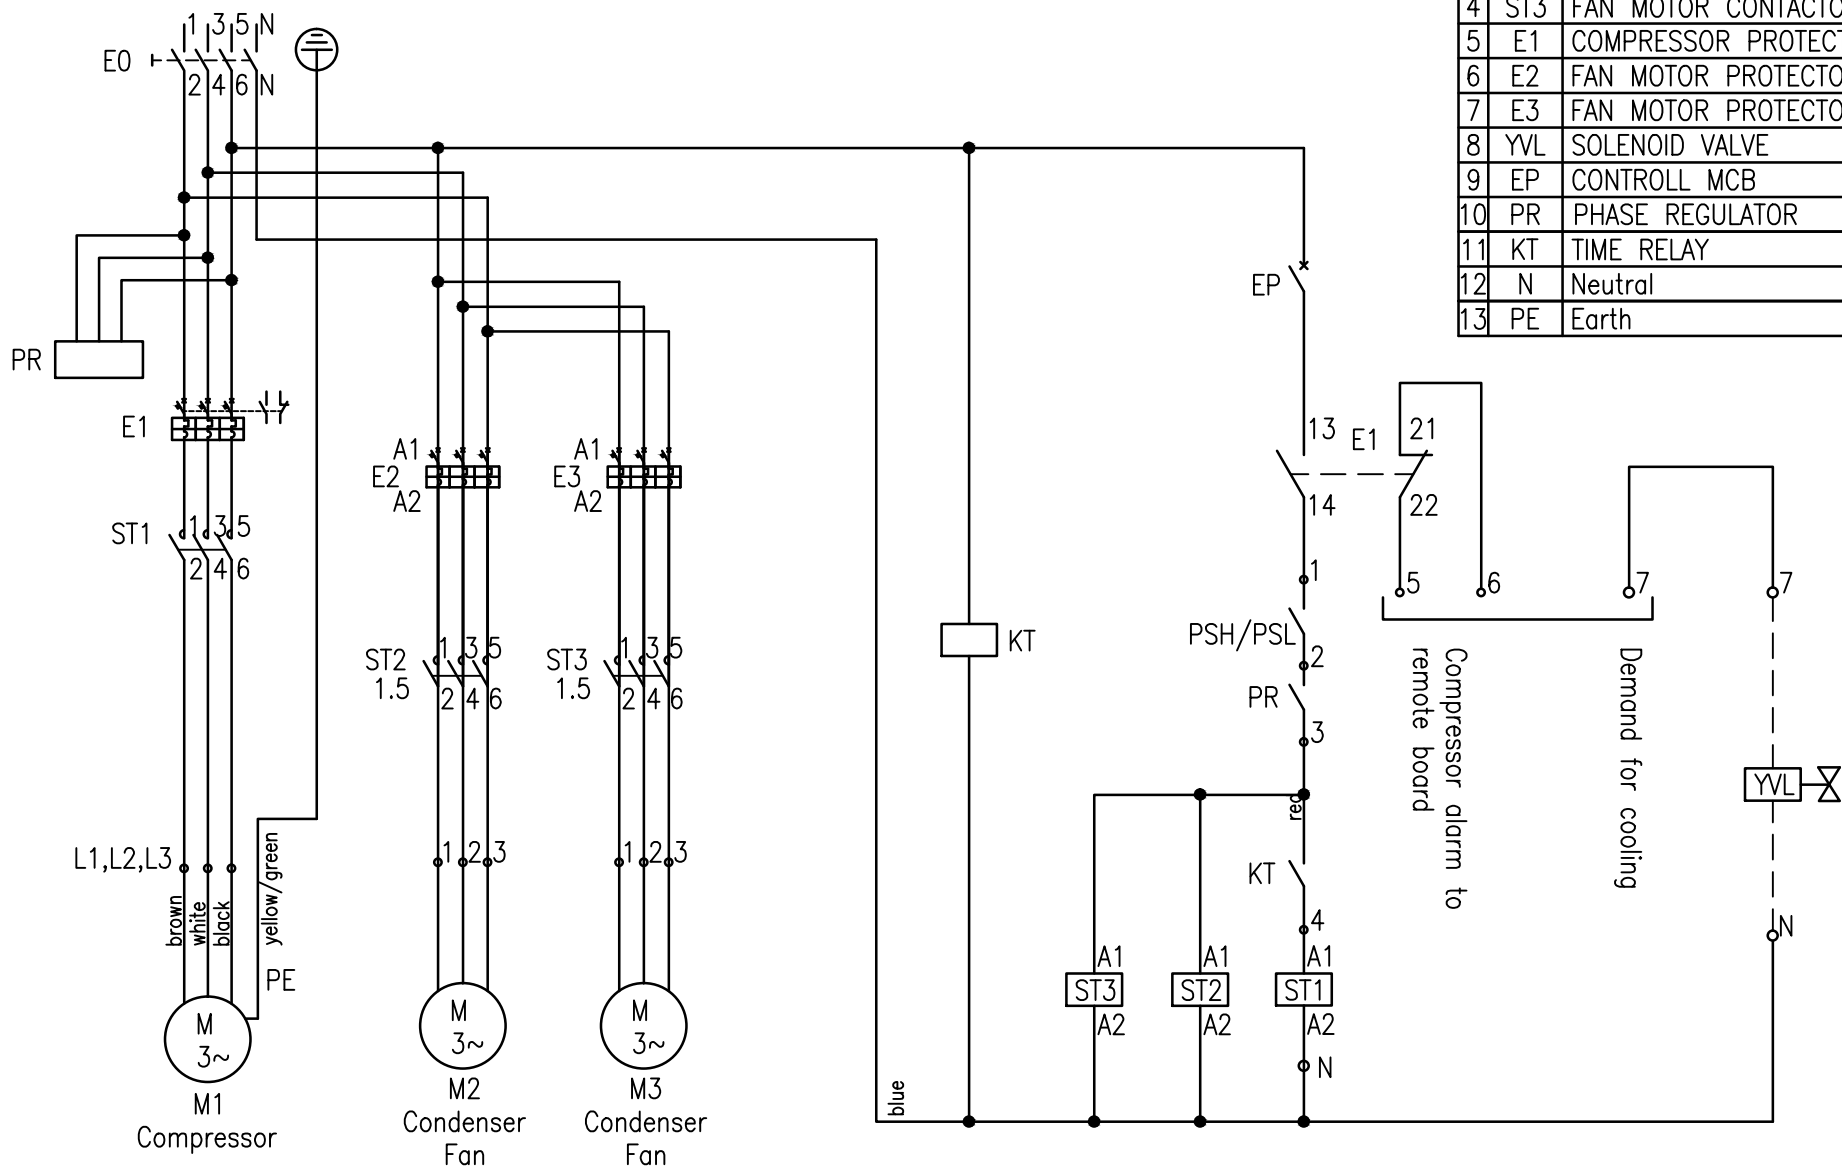 1 3 5 N
E0
2 4 6 N
4 ST3 FAN MOTOR CONTACTO
5 E1 COMPRESSOR PROTECT
6 E2 FAN MOTOR PROTECTO
7 E3 FAN MOTOR PROTECTO
8 YVL SOLENOID VALVE
9 EP CONTROLL MCB
10 PR PHASE REGULATOR
11 KT TIME RELAY
12 N Neutral
13 PE Earth
PR
E1
A1
E2
A2
A1
E3
A2
ST1
1 3 5
2 4 6
ST2
1.5
1 3 5
2 4 6
ST3
1.5
1 3 5
2 4 6
L1,L2,L3
brown
white
black
yellow/green
PE
1 2 3
1 2 3
M
3~
M1
Compressor
M
3~
M2
Condenser
Fan
M
3~
M3
Condenser
Fan
KT
blue
EP
13
14
E1
21
22
1
PSH/PSL
2
PR
3
red
KT
4
A1
ST3
A2
A1
ST2
A2
A1
ST1
A2
N
5
6
7
7
Compressor alarm to
remote board
Demand for cooling
YVL
N